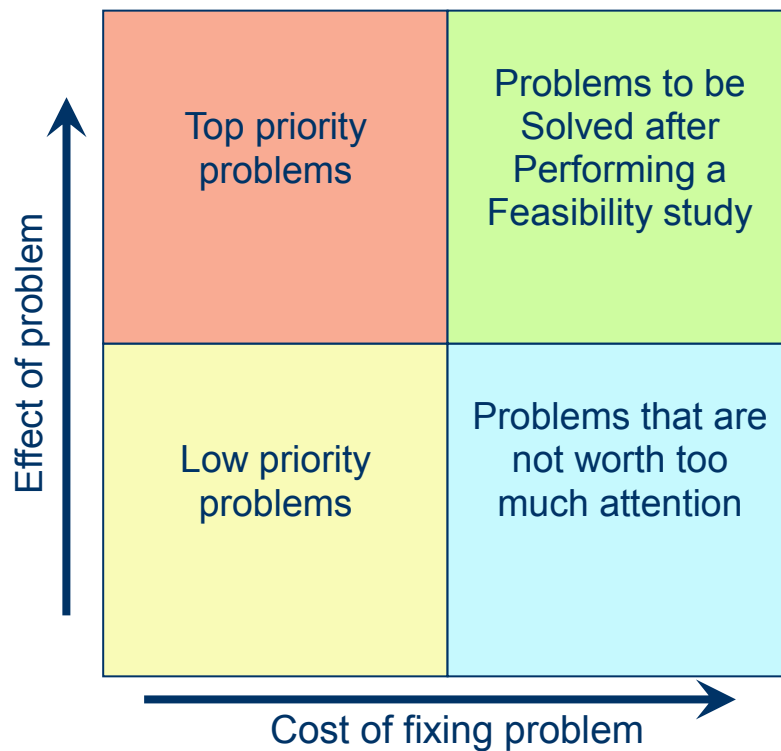 Top priority
problems
Problems to be
Solved after
Performing a
Feasibility study
Low priority
problems
Problems that are
not worth too
much attention
Effect of problem
Cost of fixing problem